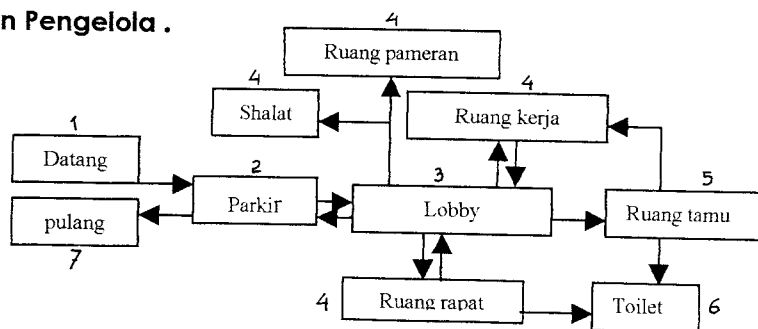 n Pengelola .
4
Ruang pameran
4
Shalat
4
Ruang kerja
1
Datang
2
Parkir
3
Lobby
5
Ruang tamu
pulang
7
4
Ruang rapat
Toilet
6